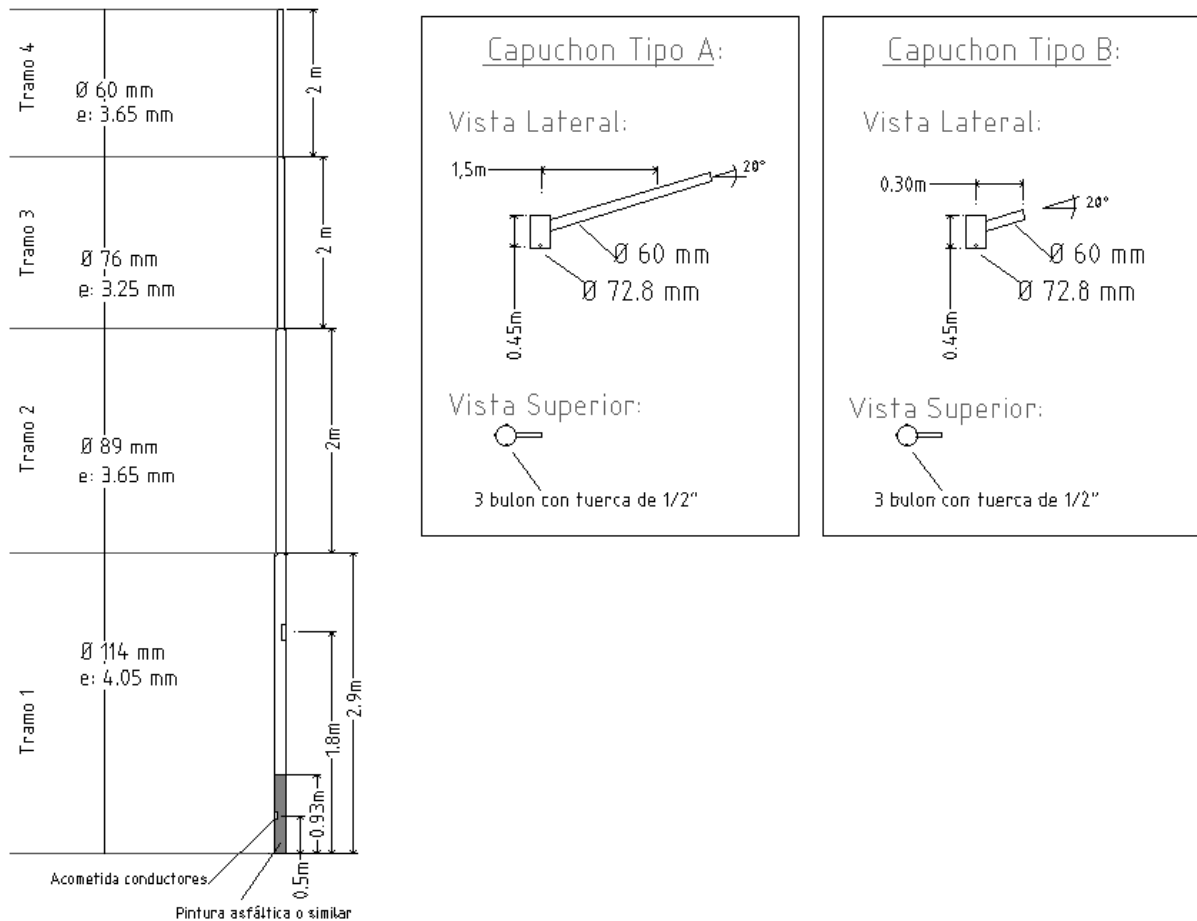 Tramo 4
Ø 60 mm
e: 3.65 mm
2 m
Tramo 3
Ø 76 mm
e: 3.25 mm
2 m
Tramo 2
Ø 89 mm
e: 3.65 mm
2m
Tramo 1
Ø 114 mm
e: 4.05 mm
2.9m
1.8m
0.93m
0.5m
Acometida conductores
Pintura asfáltica o similar
Capuchon Tipo A:
Vista Lateral:
1,5m
20°
Ø 60 mm
Ø 72.8 mm
0.45m
Vista Superior:
3 bulon con tuerca de 1/2"
Capuchon Tipo B:
Vista Lateral:
0.30m
20°
Ø 60 mm
Ø 72.8 mm
0.45m
Vista Superior:
3 bulon con tuerca de 1/2"